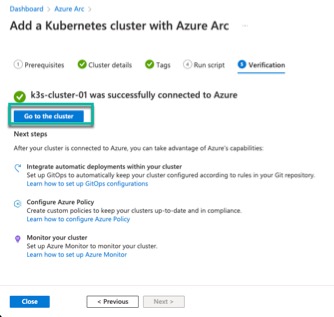 Dashboard > Azure Arc >
Add a Kubernetes cluster with Azure Arc ...
1 Prerequisites Cluster details Tags 4 Run script 5 Verification
k3s-cluster-01 was successfully connected to Azure
Go to the cluster
Next steps
After your cluster is connected to Azure, you can take advantage of Azure's capabilities:
Integrate automatic deployments within your cluster
Set up GitOps to automatically keep your cluster configured according to rules in your Git repository.
Learn how to set up GitOps configurations
Configure Azure Policy
Create custom policies to keep your clusters up-to-date and in compliance.
Learn how to configure Azure Policy
Monitor your cluster
Set up Azure Monitor to monitor your cluster.
Learn how to set up Azure Monitor
Close < Previous Next >